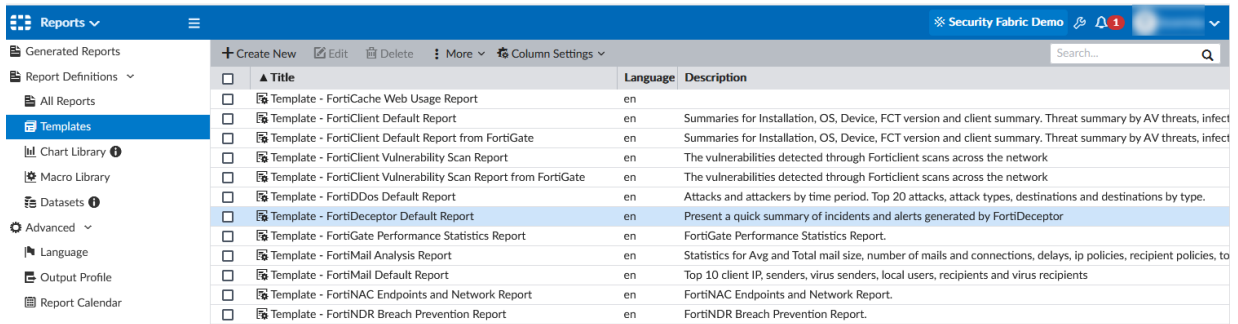 Reports
Security Fabric Demo 1
Generated Reports
Report Definitions
All Reports
Templates
Chart Library
Macro Library
Datasets
Advanced
Language
Output Profile
Report Calendar
Create New Edit Delete More Column Settings Search...
Title Language Description
Template - FortiCache Web Usage Report en
Template - FortiClient Default Report en Summaries for Installation, OS, Device, FCT version and client summary. Threat summary by AV threats, infect
Template - FortiClient Default Report from FortiGate en Summaries for Installation, OS, Device, FCT version and client summary. Threat summary by AV threats, infect
Template - FortiClient Vulnerability Scan Report en The vulnerabilities detected through Forticlient scans across the network
Template - FortiClient Vulnerability Scan Report from FortiGate en The vulnerabilities detected through Forticlient scans across the network
Template - FortiDDos Default Report en Attacks and attackers by time period. Top 20 attacks, attack types, destinations and destinations by type.
Template - FortiDeceptor Default Report en Present a quick summary of incidents and alerts generated by FortiDeceptor
Template - FortiGate Performance Statistics Report en FortiGate Performance Statistics Report.
Template - FortiMail Analysis Report en Statistics for Avg and Total mail size, number of mails and connections, delays, ip policies, recipient policies, to
Template - FortiMail Default Report en Top 10 client IP, senders, virus senders, local users, recipients and virus recipients
Template - FortiNAC Endpoints and Network Report en FortiNAC Endpoints and Network Report.
Template - FortiNDR Breach Prevention Report en FortiNDR Breach Prevention Report.